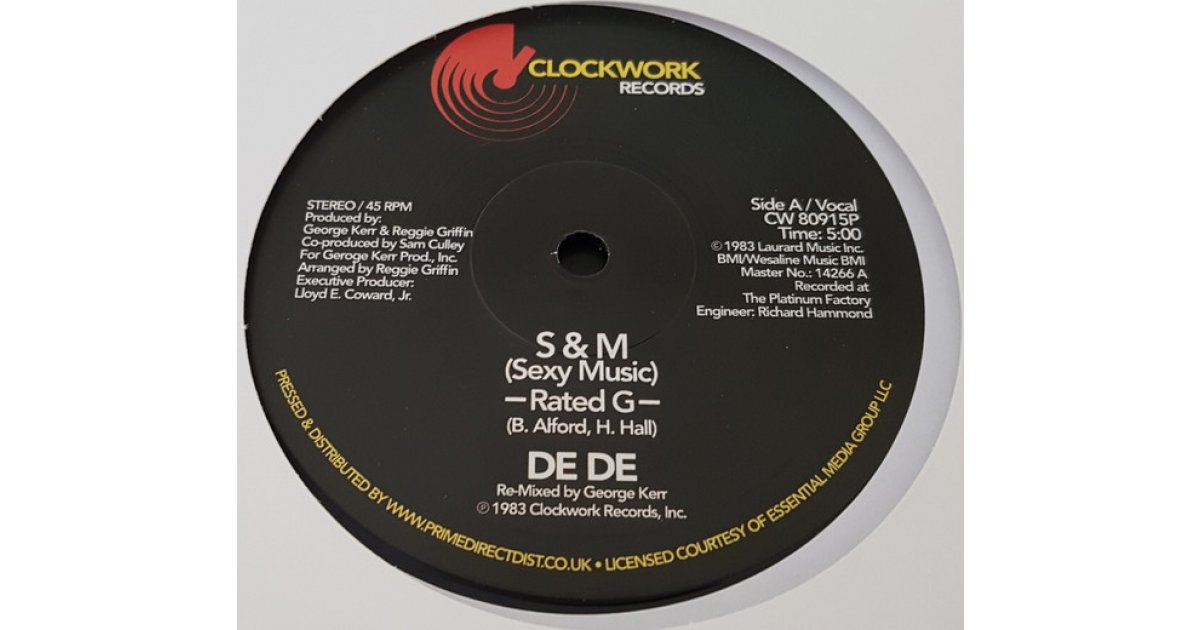 CLOCKWORK
RECORDS
STEREO / 45 RPM
Produced by:
George Kerr & Reggie Griffin
Co-produced by Sam Culley
For Geroge Kerr Prod., Inc.
Arranged by Reggie Griffin
Executive Producer:
Lloyd E. Coward, Jr.
Side A / Vocal
CW 80915P
Time: 5:00
© 1983 Laurard Music Inc.
BMI/Wesaline Music BMI
Master No.: 14266 A
Recorded at
The Platinum Factory
Engineer: Richard Hammond
S & M
(Sexy Music)
—Rated G—
(B. Alford, H. Hall)
DE DE
Re-Mixed by George Kerr
℗ 1983 Clockwork Records, Inc.
PRESSED & DISTRIBUTED BY WWW.PRIMEDIRECTDIST.CO.UK • LICENSED COURTESY OF ESSENTIAL MEDIA GROUP LLC